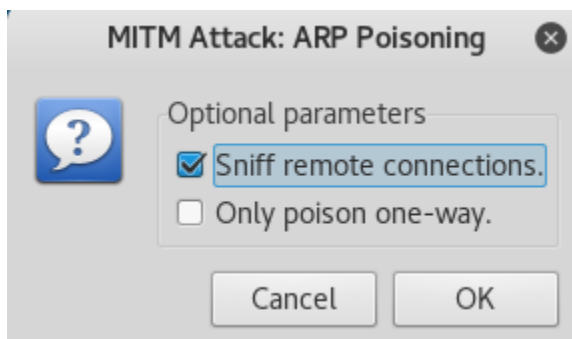 MITM Attack: ARP Poisoning
Optional parameters
Sniff remote connections.
Only poison one-way.
Cancel OK